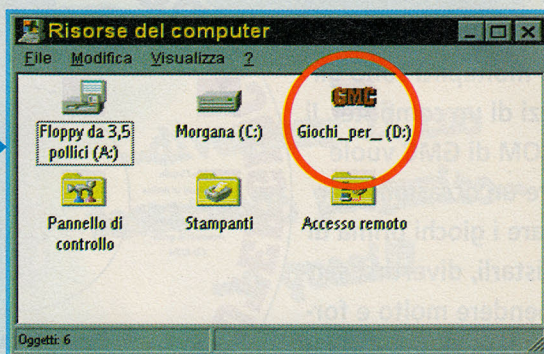 Risorse del computer
File Modifica Visualizza ?
GMC
Floppy da 3,5
pollici (A:)
Morgana (C:)
Giochi_per_ (D:)
Pannello di
controllo
Stampanti
Accesso remoto
Oggetti: 6